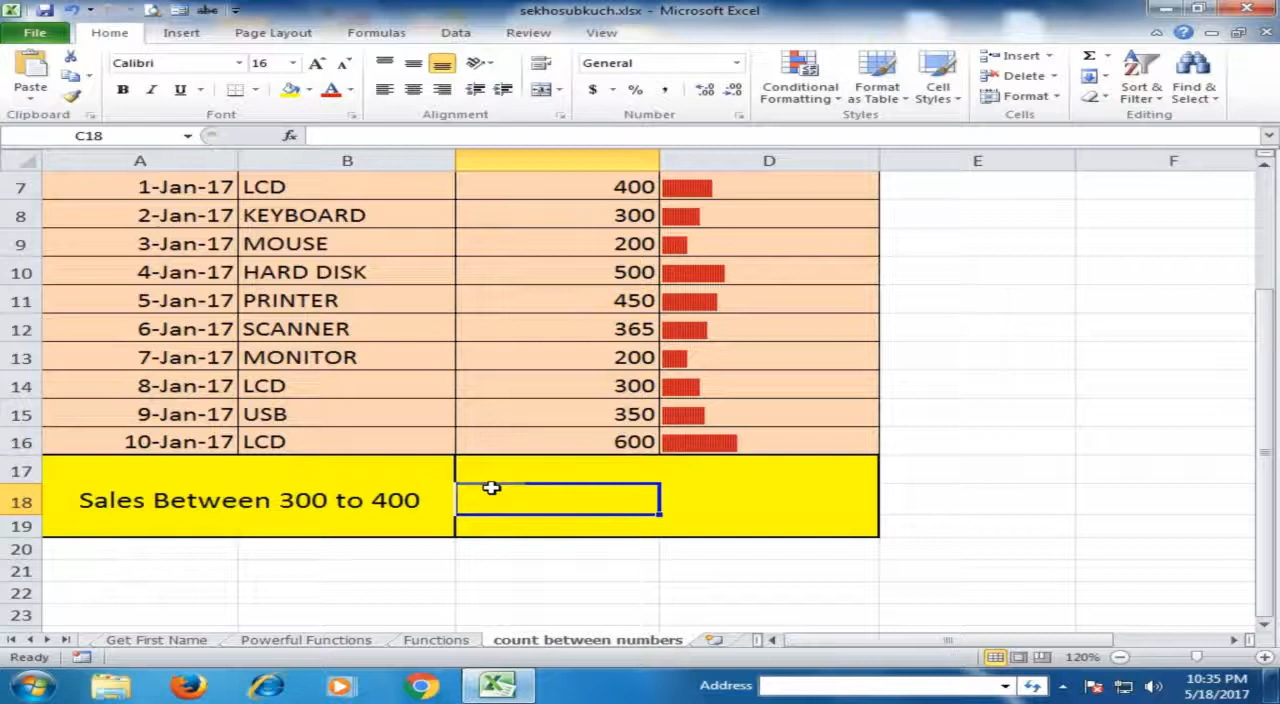 sekhosubkuch.xlsx - Microsoft Excel
File Home Insert Page Layout Formulas Data Review View
Calibri 16 General Insert
Paste B I U $ % , Conditional Formatting Format as Table Cell Styles Delete Format Sort & Filter Find & Select
Clipboard Font Alignment Number Styles Cells Editing
C18 fx
A B D E F
7 1-Jan-17 LCD 400
8 2-Jan-17 KEYBOARD 300
9 3-Jan-17 MOUSE 200
10 4-Jan-17 HARD DISK 500
11 5-Jan-17 PRINTER 450
12 6-Jan-17 SCANNER 365
13 7-Jan-17 MONITOR 200
14 8-Jan-17 LCD 300
15 9-Jan-17 USB 350
16 10-Jan-17 LCD 600
17
18 Sales Between 300 to 400
19
20
21
22
23
Get First Name Powerful Functions Functions count between numbers
Ready 120%
Address 10:35 PM
5/18/2017